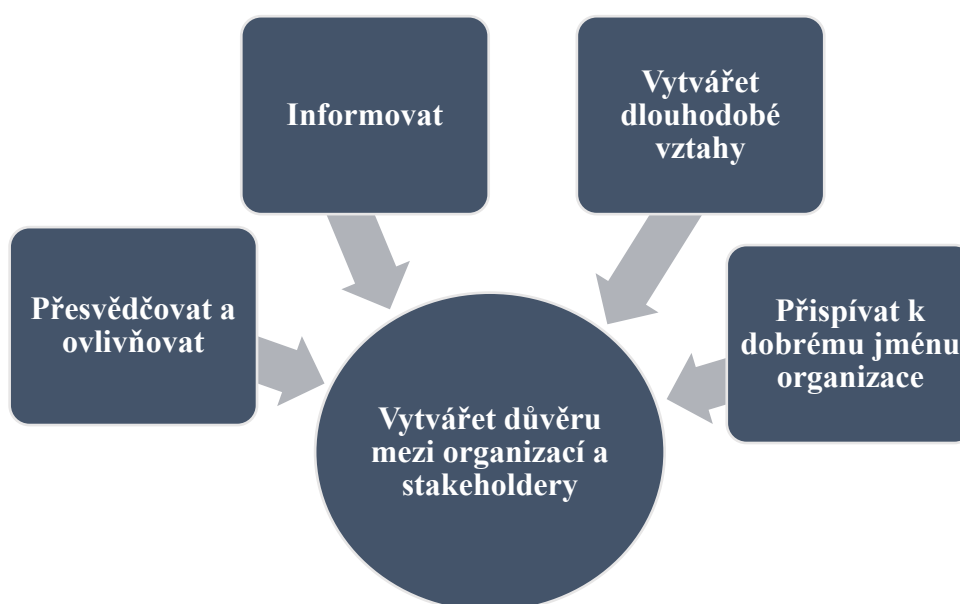 Informovat
Vytvářet
dlouhodobé
vztahy
Přesvědčovat a
ovlivňovat
Přispívat k
dobrému jménu
organizace
Vytvářet důvěru
mezi organizací a
stakeholdery